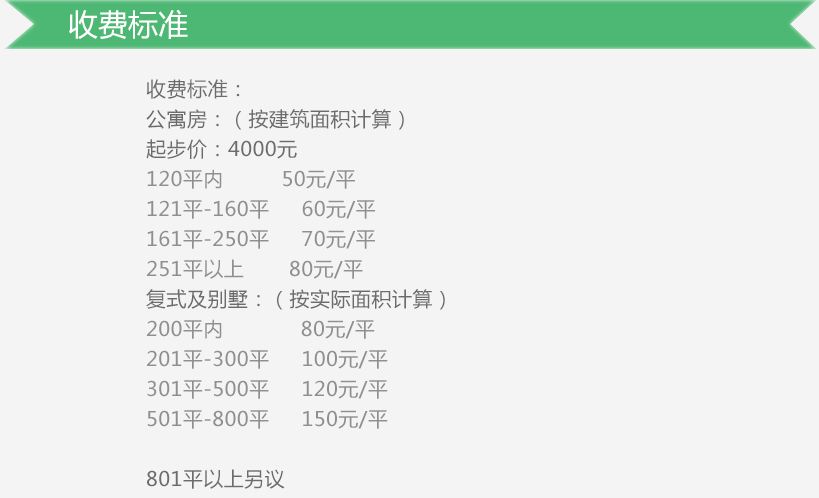 收费标准
收费标准：
公寓房：（按建筑面积计算）
起步价：4000元
120平内 50元/平
121平-160平 60元/平
161平-250平 70元/平
251平以上 80元/平
复式及别墅：（按实际面积计算）
200平内 80元/平
201平-300平 100元/平
301平-500平 120元/平
501平-800平 150元/平
801平以上另议